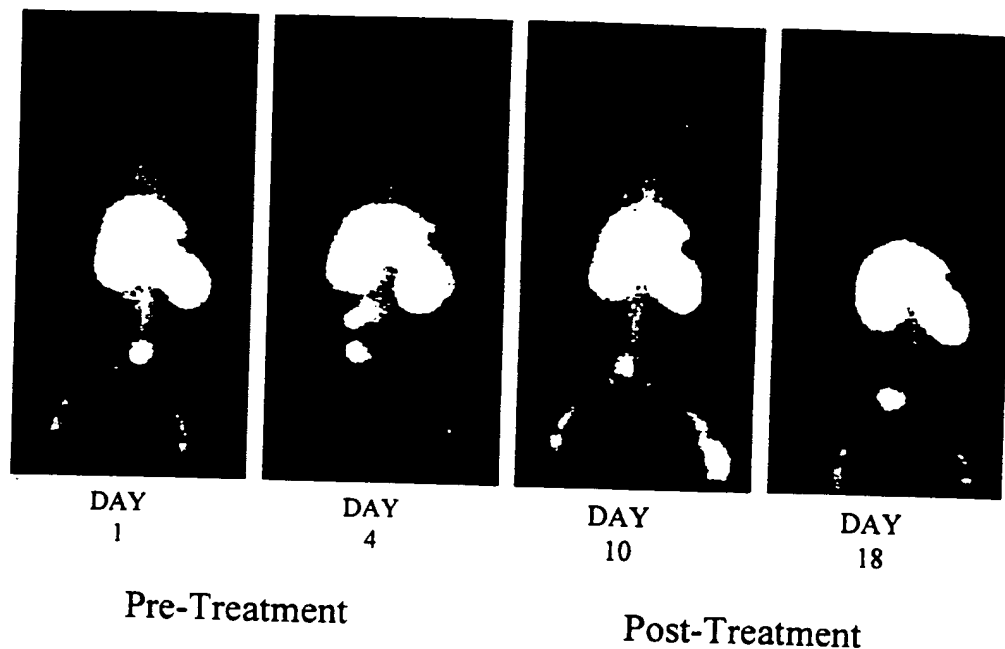 DAY
1
DAY
4
DAY
10
DAY
18
Pre-Treatment
Post-Treatment